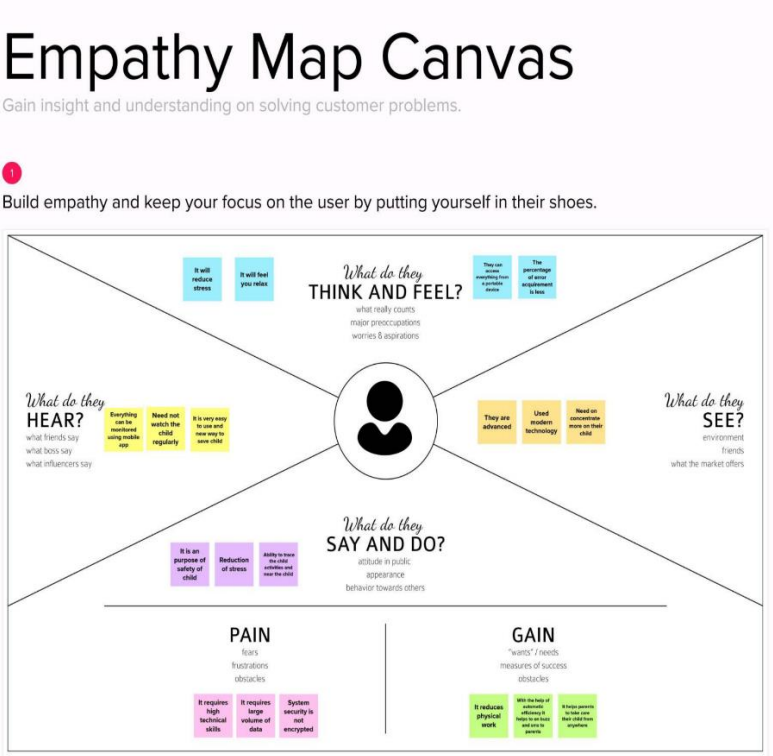 Empathy Map Canvas
Gain insight and understanding on solving customer problems.
1
Build empathy and keep your focus on the user by putting yourself in their shoes.
It will
reduce
stress
It will feel
you relax
What do they
THINK AND FEEL?
what really counts
major preoccupations
worries & aspirations
They can
access
everything from
a portable
device
The
percentage
of error
acquirement
is less
What do they
HEAR?
what friends say
what boss say
what influencers say
Everything
can be
monitored
using mobile
app
Need not
watch the
child
regularly
It is very easy
to use and
new way to
save child
They are
advanced
Used
modern
technology
Need on
concentrate
more on their
child
What do they
SEE?
environment
friends
what the market offers
What do they
SAY AND DO?
attitude in public
appearance
behavior towards others
It is an
purpose of
safety of
child
Reduction
of stress
Ability to trace
the child
activities and
near the child
PAIN
fears
frustrations
obstacles
It requires
high
technical
skills
It requires
large
volume of
data
System
security is
not
encrypted
GAIN
"wants" / needs
measures of success
obstacles
It reduces
physical
work
With the help of
automatic
efficiency it
helps to
and
parents
It helps parents
to take care
their child from
anywhere